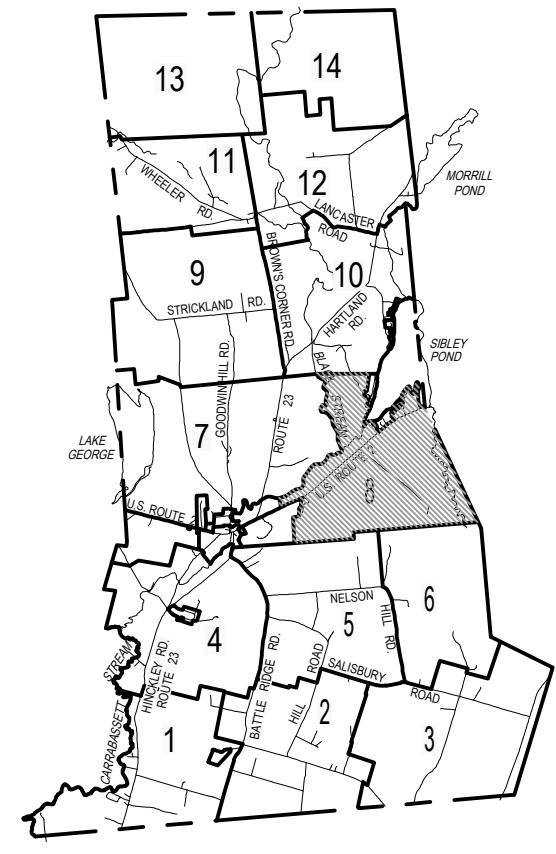 13
14
11
WHEELER
RD.
12
MORRILL
POND
LANCASTER
ROAD
9
BROWN'S CORNER RD.
10
STRICKLAND RD.
HARTLAND
RD.
SIBLEY
POND
GOODWIN HILL RD.
7
ROUTE 23
STREAM
LAKE
GEORGE
U.S. ROUTE 2
U.S. ROUTE 2
8
NELSON
HILL RD.
6
5
4
HINCKLEY RD.
ROUTE 23
BATTLE RIDGE RD.
ROAD
SALISBURY
ROAD
STREAM
CARRABASSETT
HILL
2
1
3